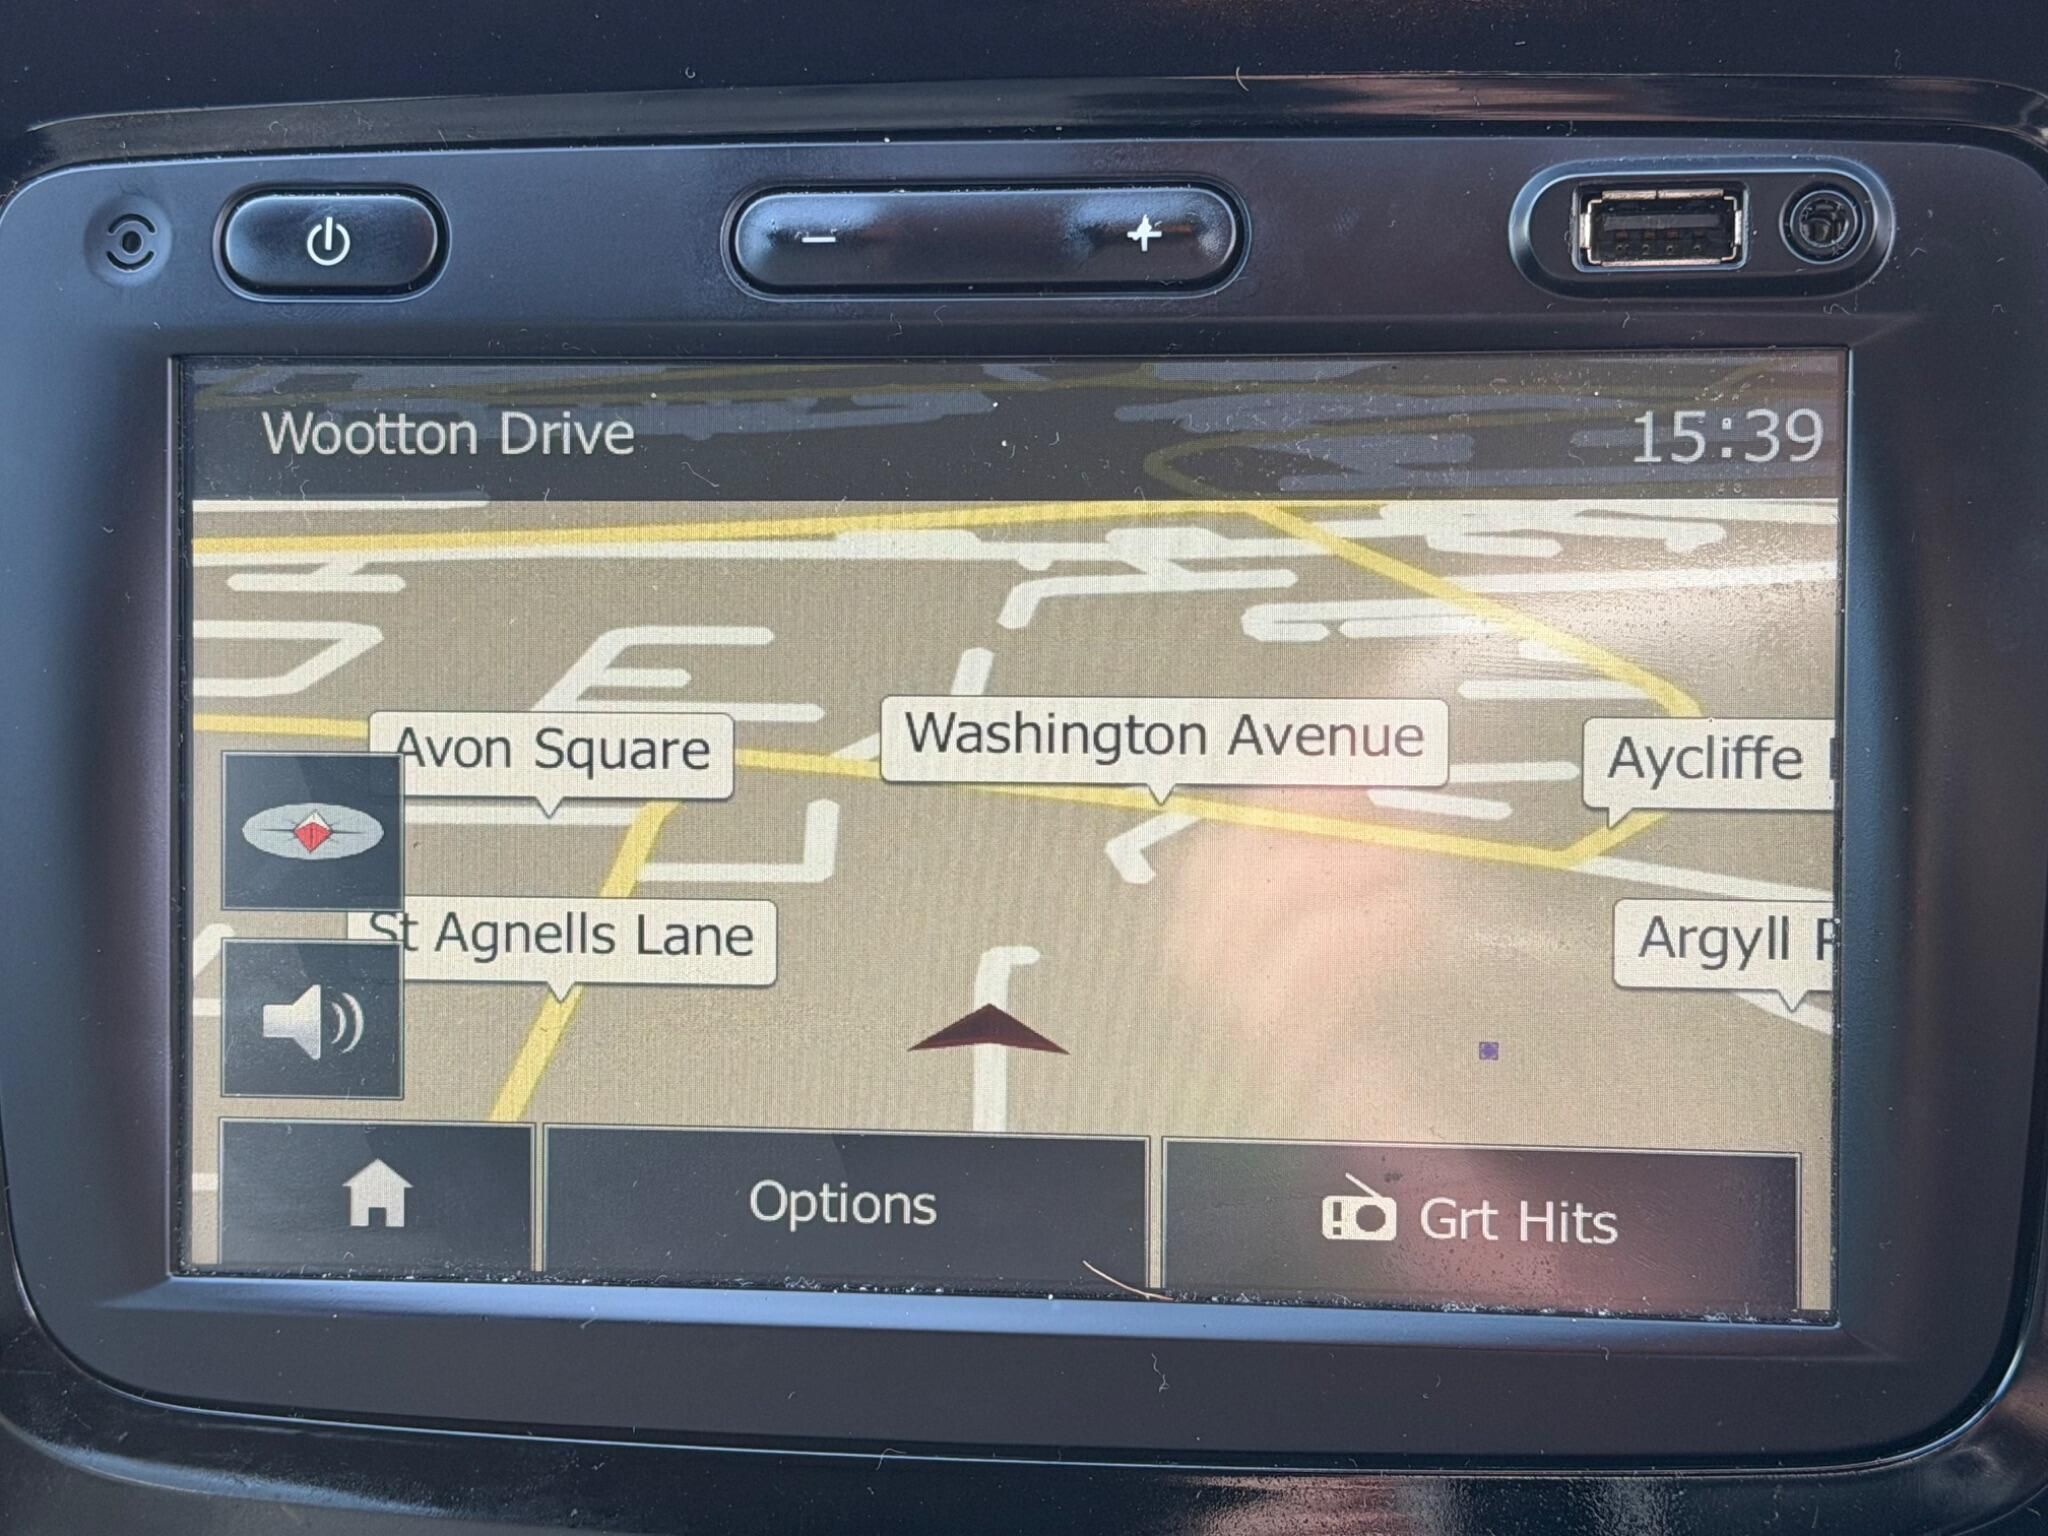 Wootton Drive
15:39
Avon Square
Washington Avenue
Aycliffe
St Agnells Lane
Argyll
Options
Grt Hits